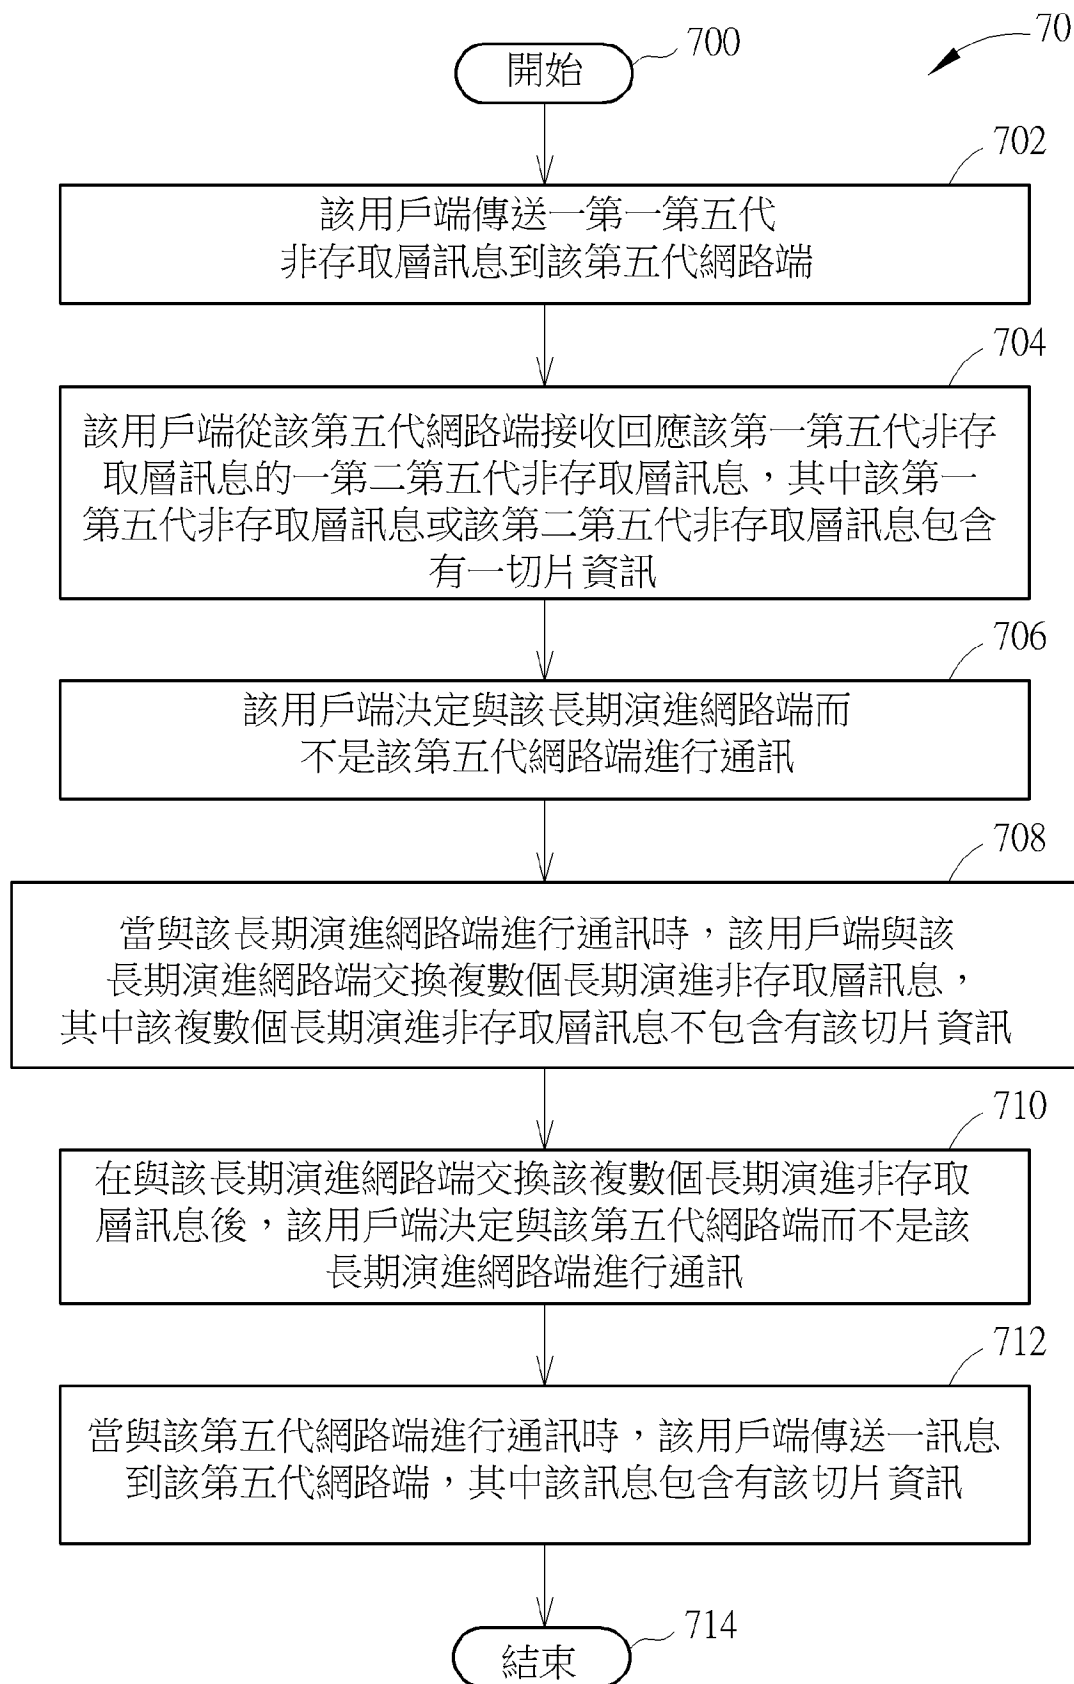 70
700
開始
702
該用戶端傳送一第一第五代
非存取層訊息到該第五代網路端
704
該用戶端從該第五代網路端接收回應該第一第五代非存
取層訊息的一第二第五代非存取層訊息，其中該第一
第五代非存取層訊息或該第二第五代非存取層訊息包含
有一切片資訊
706
該用戶端決定與該長期演進網路端而
不是該第五代網路端進行通訊
708
當與該長期演進網路端進行通訊時，該用戶端與該
長期演進網路端交換複數個長期演進非存取層訊息，
其中該複數個長期演進非存取層訊息不包含有該切片資訊
710
在與該長期演進網路端交換該複數個長期演進非存取
層訊息後，該用戶端決定與該第五代網路端而不是該
長期演進網路端進行通訊
712
當與該第五代網路端進行通訊時，該用戶端傳送一訊息
到該第五代網路端，其中該訊息包含有該切片資訊
714
結束